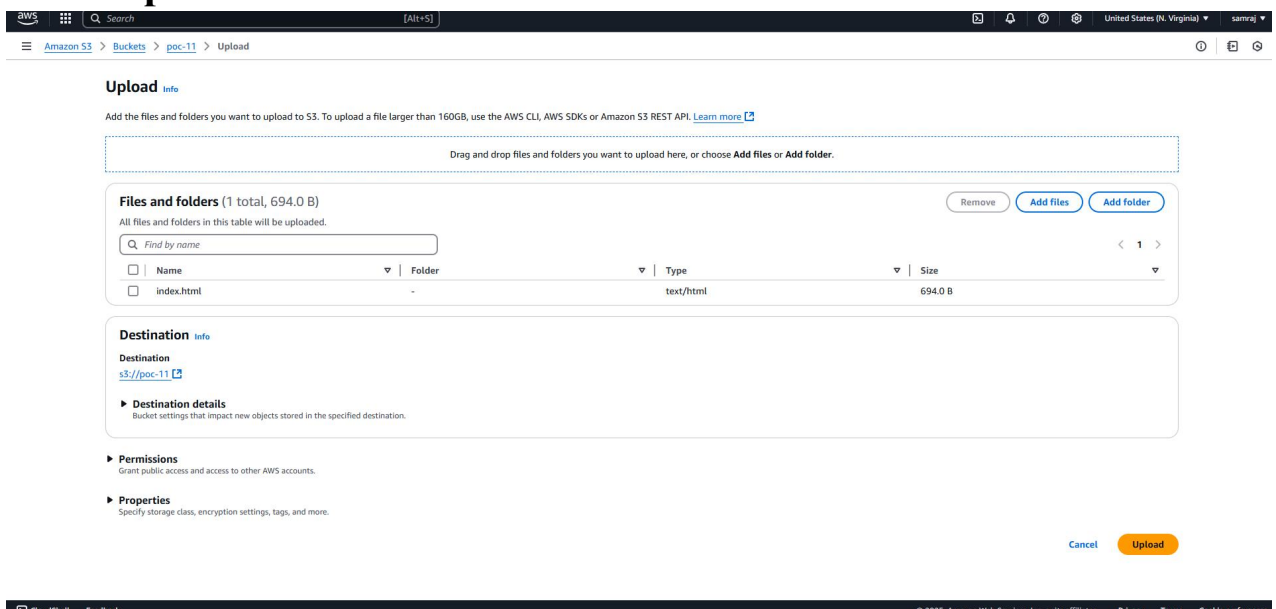 aws Search [Alt+S] United States (N. Virginia) samraj
Amazon S3 > Buckets > poc-11 > Upload
Upload Info
Add the files and folders you want to upload to S3. To upload a file larger than 160GB, use the AWS CLI, AWS SDKs or Amazon S3 REST API. Learn more
Drag and drop files and folders you want to upload here, or choose Add files or Add folder.
Files and folders (1 total, 694.0 B) Remove Add files Add folder
All files and folders in this table will be uploaded.
Find by name < 1 >
Name Folder Type Size
index.html - text/html 694.0 B
Destination Info
Destination
s3://poc-11
Destination details
Bucket settings that impact new objects stored in the specified destination.
Permissions
Grant public access and access to other AWS accounts.
Properties
Specify storage class, encryption settings, tags, and more.
Cancel Upload